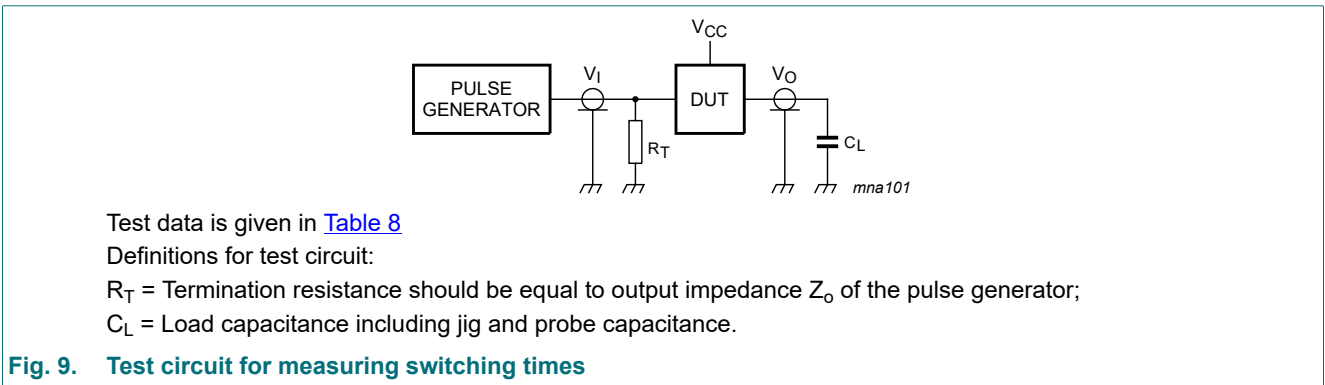 VCC
PULSE
GENERATOR
VI
DUT
VO
RT
CL
mna101
Test data is given in Table 8
Definitions for test circuit:
RT = Termination resistance should be equal to output impedance Zo of the pulse generator;
CL = Load capacitance including jig and probe capacitance.
Fig. 9. Test circuit for measuring switching times